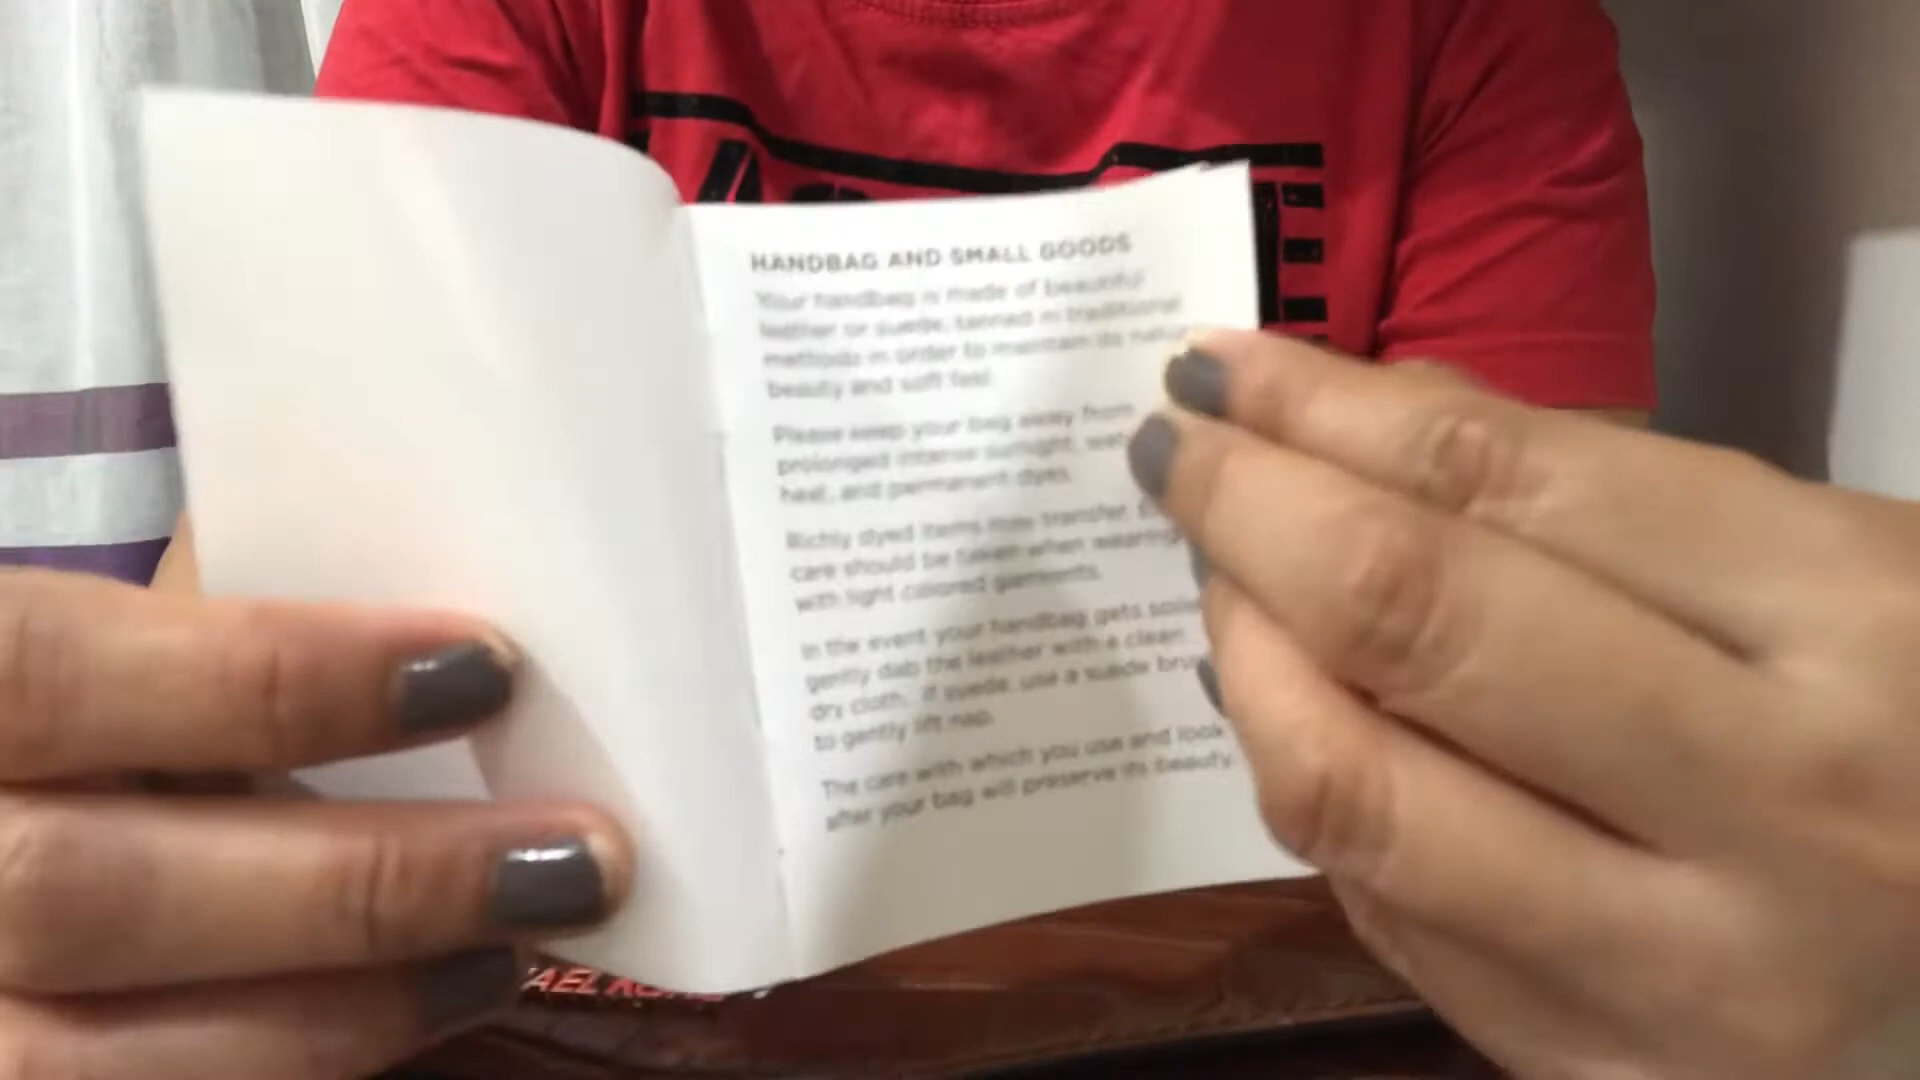 HANDBAG AND SMALL GOODS
Your handbag is made of beautiful
leather or suede, tanned in traditional
methods in order to maintain its
beauty and soft feel.
Please keep your bag away from
prolonged intense sunlight,
heat, and permanent dyes.
Richly dyed items may transfer.
care should be taken when wearing
with light colored garments.
In the event your handbag gets
gently dab the leather with a clean
dry cloth. If suede, use a suede
to gently lift nap.
The care with which you use and look
after your bag will preserve its beauty.